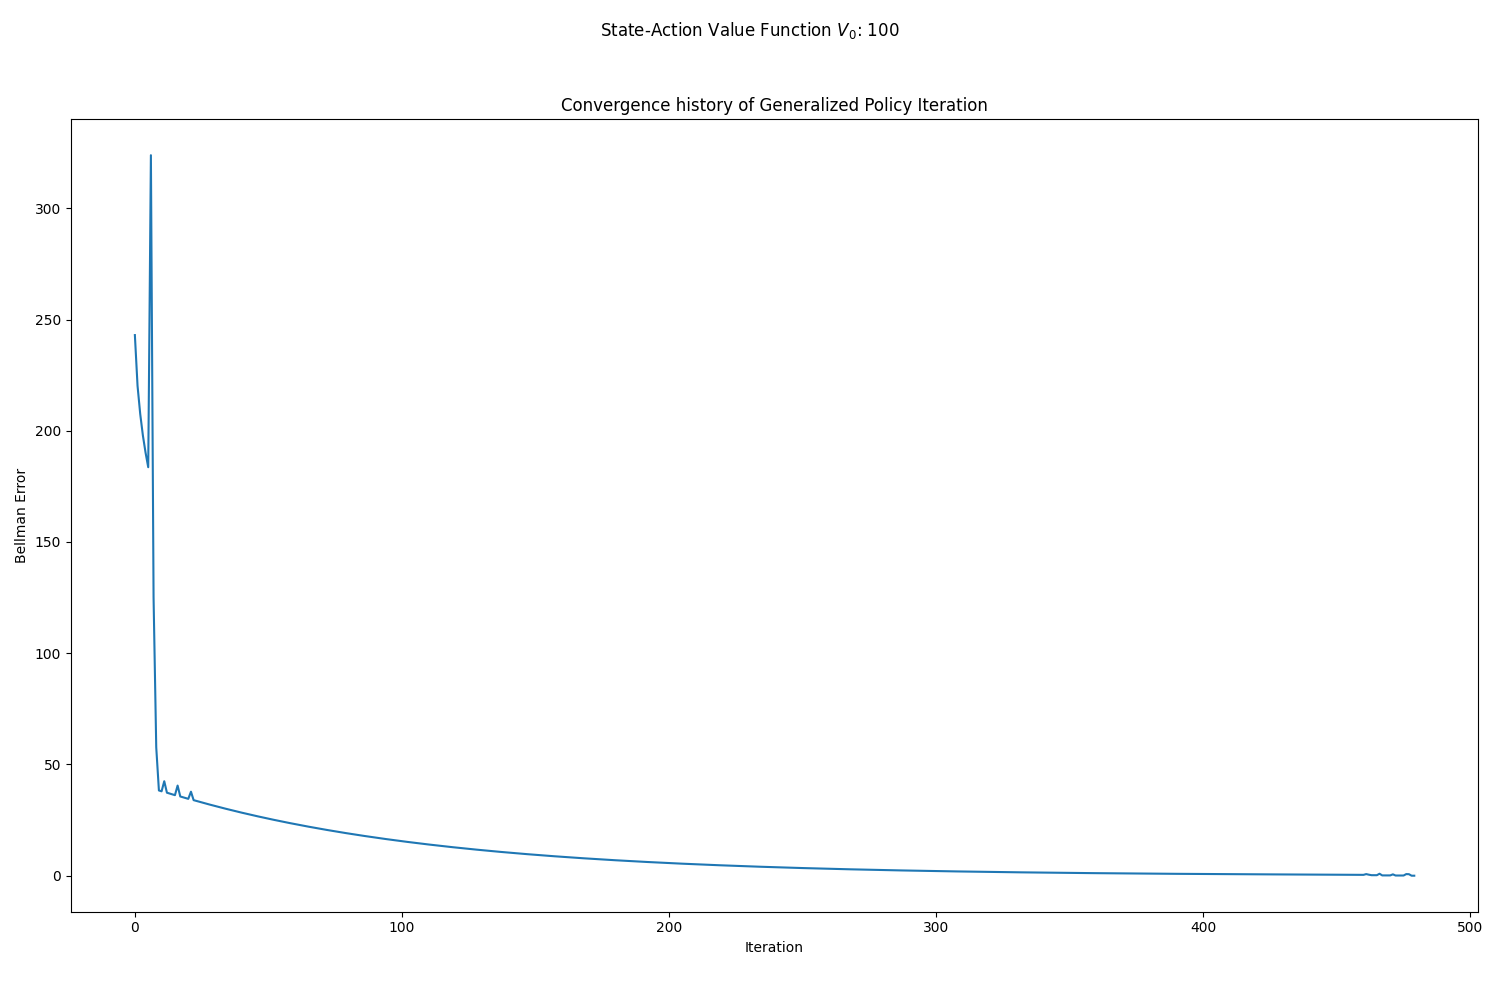 State-Action Value Function V₀: 100
Convergence history of Generalized Policy Iteration
300
250
200
150
100
50
0
Bellman Error
0 100 200 300 400 500
Iteration